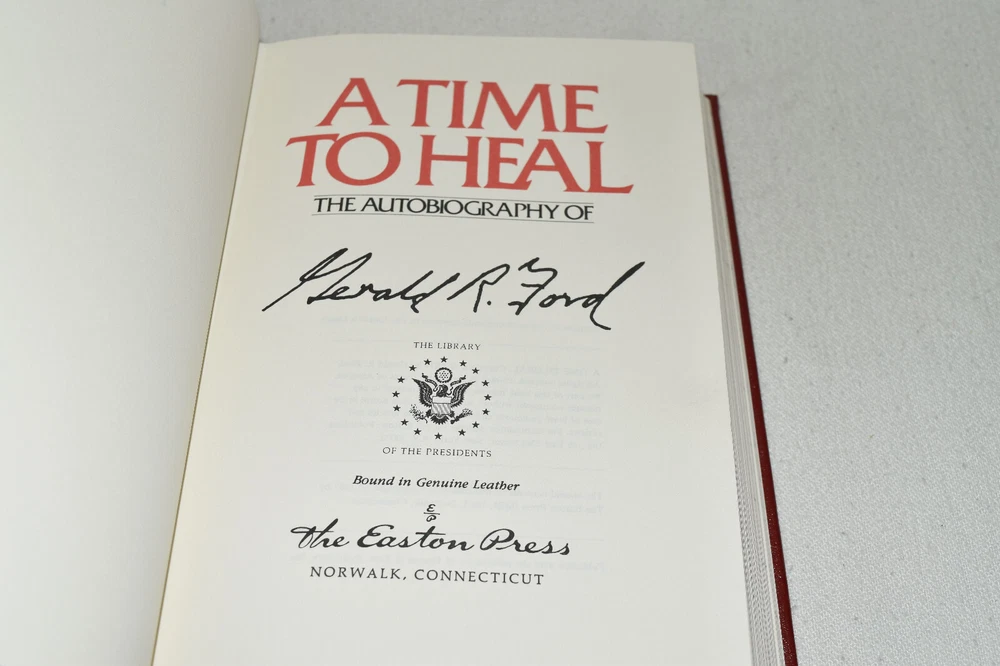 A TIME
TO HEAL
THE AUTOBIOGRAPHY OF
Gerald R. Ford
THE LIBRARY
OF THE PRESIDENTS
Bound in Genuine Leather
E
P
the Easton Press
NORWALK, CONNECTICUT